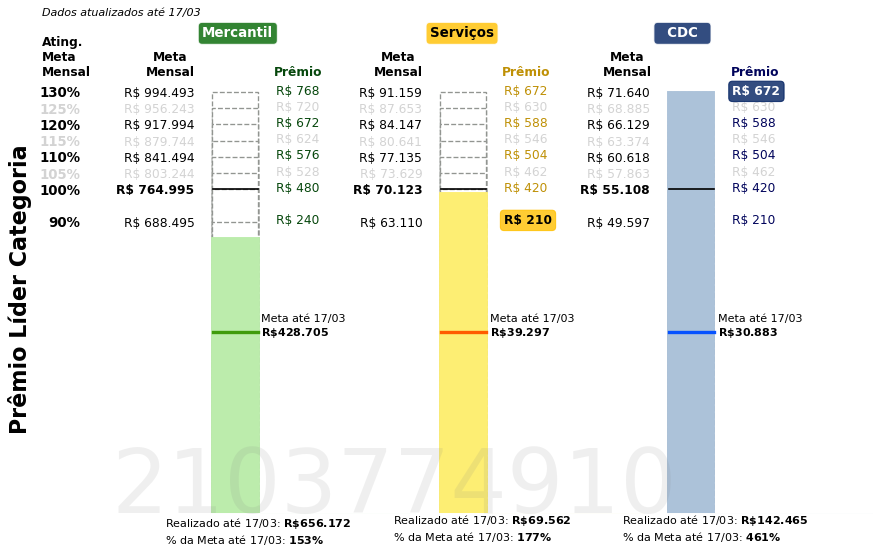 Dados atualizados até 17/03
Mercantil Serviços CDC
Ating. Meta Mensal Meta Mensal Prêmio Meta Mensal Prêmio Meta Mensal Prêmio
130% R$ 994.493 R$ 768 R$ 91.159 R$ 672 R$ 71.640 R$ 672
125% R$ 956.243 R$ 720 R$ 87.653 R$ 630 R$ 68.885 R$ 630
120% R$ 917.994 R$ 672 R$ 84.147 R$ 588 R$ 66.129 R$ 588
115% R$ 879.744 R$ 624 R$ 80.641 R$ 546 R$ 63.374 R$ 546
110% R$ 841.494 R$ 576 R$ 77.135 R$ 504 R$ 60.618 R$ 504
105% R$ 803.244 R$ 528 R$ 73.629 R$ 462 R$ 57.863 R$ 462
100% R$ 764.995 R$ 480 R$ 70.123 R$ 420 R$ 55.108 R$ 420
90% R$ 688.495 R$ 240 R$ 63.110 R$ 210 R$ 49.597 R$ 210
Prêmio Líder Categoria
Meta até 17/03 Meta até 17/03 Meta até 17/03
R$428.705 R$39.297 R$30.883
2103774910
Realizado até 17/03: R$656.172 Realizado até 17/03: R$69.562 Realizado até 17/03: R$142.465
% da Meta até 17/03: 153% % da Meta até 17/03: 177% % da Meta até 17/03: 461%